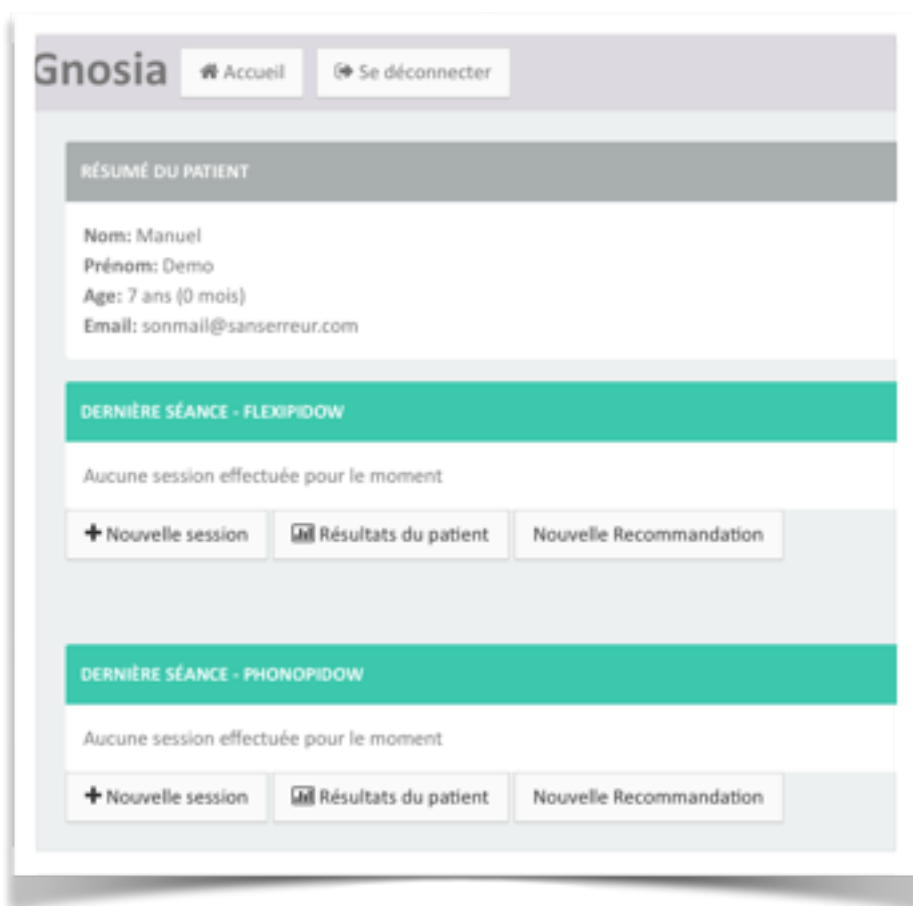 Gnosia Accueil Se déconnecter
RÉSUMÉ DU PATIENT
Nom: Manuel
Prénom: Demo
Age: 7 ans (0 mois)
Email: sonmail@sanserreur.com
DERNIÈRE SÉANCE - FLEXIPIDOW
Aucune session effectuée pour le moment
Nouvelle session Résultats du patient Nouvelle Recommandation
DERNIÈRE SÉANCE - PHONOPIDOW
Aucune session effectuée pour le moment
Nouvelle session Résultats du patient Nouvelle Recommandation